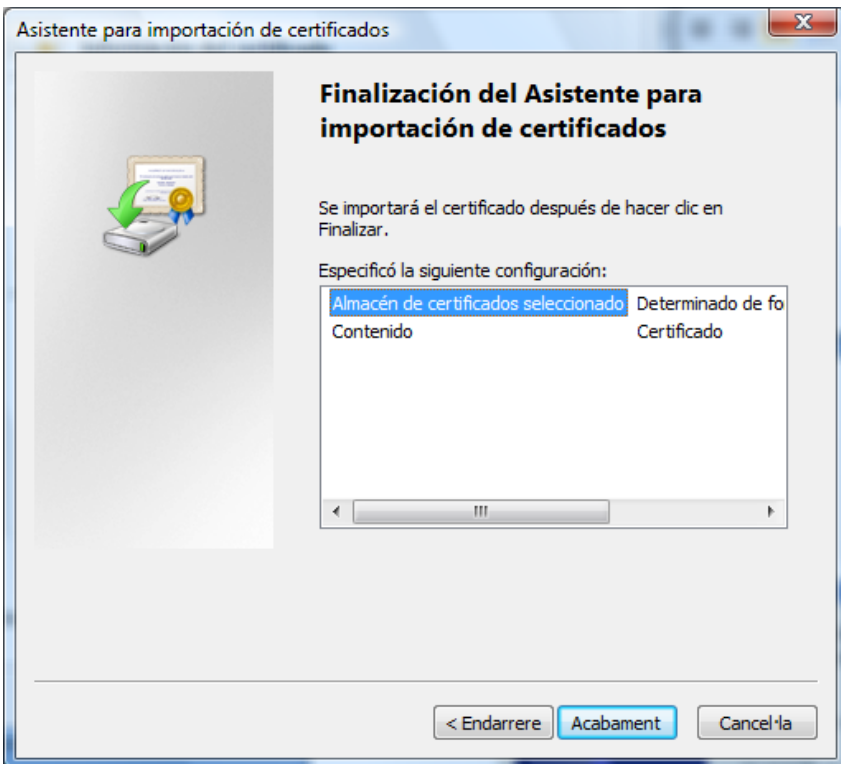 Asistente para importación de certificados
Finalización del Asistente para
importación de certificados
Se importará el certificado después de hacer clic en
Finalizar.
Especificó la siguiente configuración:
Almacén de certificados seleccionado Determinado de fo
Contenido Certificado
< Endarrere Acabament Cancel·la